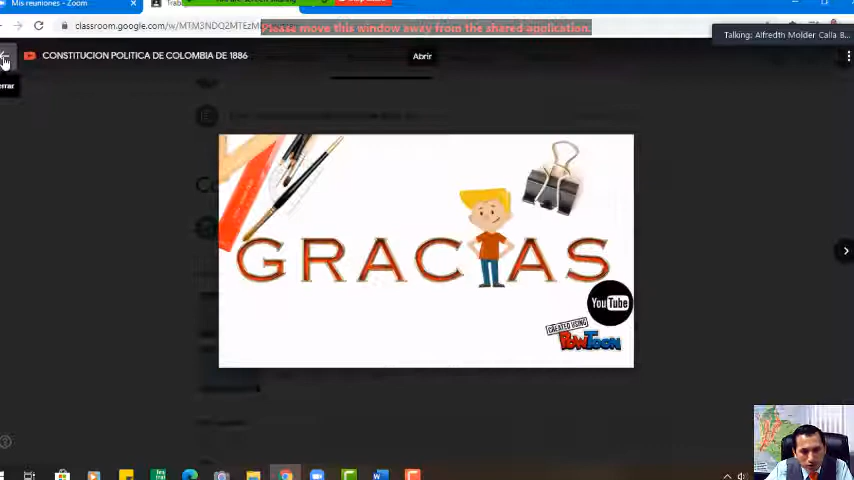 Mis reuniones - Zoom
classroom.google.com/w/MTM3NDQ2MTEzM
Please move this window away from the shared application.
Talking: Alfredth Molder Calla B...
CONSTITUCION POLITICA DE COLOMBIA DE 1886
Abrir
errar
GRACIAS
YouTube
CREATED USING
POWTOON